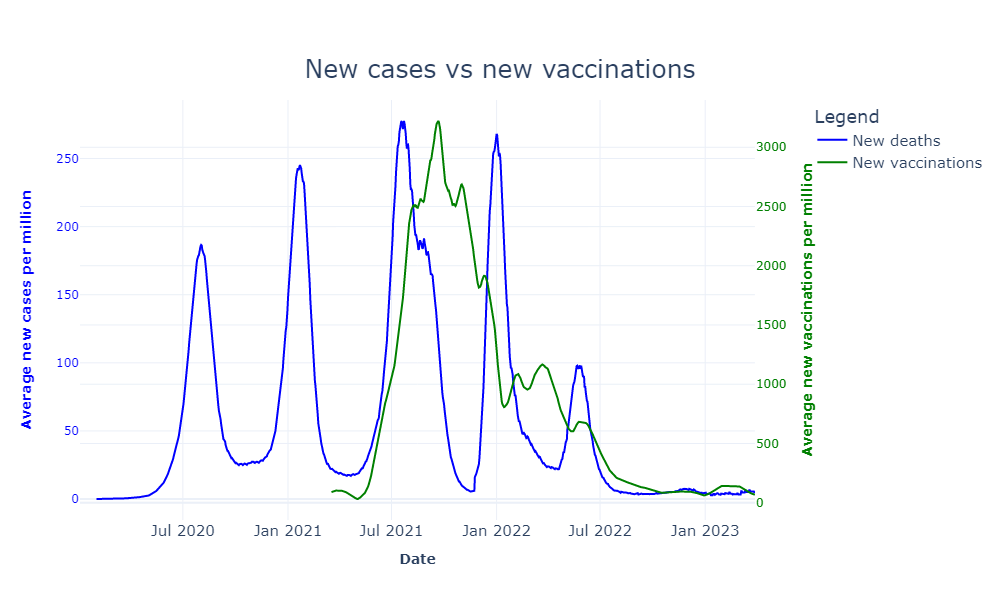 New cases vs new vaccinations
Legend
New deaths
New vaccinations
Average new cases per million
250
200
150
100
50
0
3000
2500
2000
1500
1000
500
0
Average new vaccinations per million
Jul 2020
Jan 2021
Jul 2021
Jan 2022
Jul 2022
Jan 2023
Date